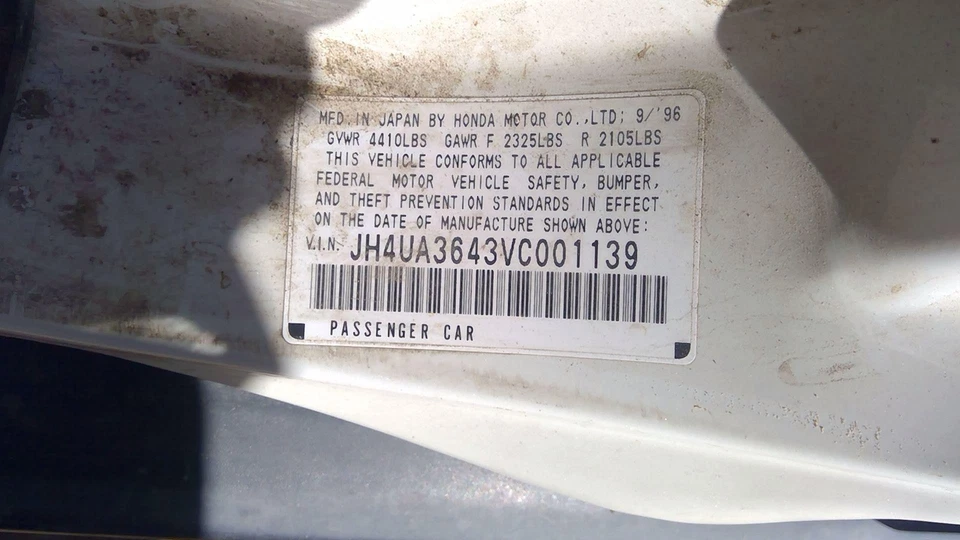 MFD. IN JAPAN BY HONDA MOTOR CO.,LTD; 9/'96
GVWR 4410LBS GAWR F 2325LBS R 2105LBS
THIS VEHICLE CONFORMS TO ALL APPLICABLE
FEDERAL MOTOR VEHICLE SAFETY, BUMPER,
AND THEFT PREVENTION STANDARDS IN EFFECT
ON THE DATE OF MANUFACTURE SHOWN ABOVE:
V.I.N. JH4UA3643VC001139
PASSENGER CAR